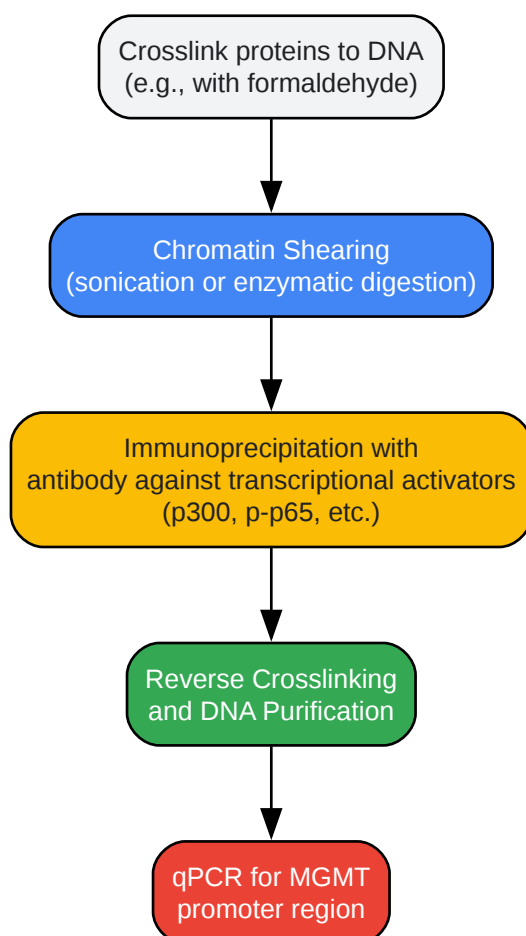 Crosslink proteins to DNA
(e.g., with formaldehyde)
Chromatin Shearing
(sonication or enzymatic digestion)
Immunoprecipitation with
antibody against transcriptional activators
(p300, p-p65, etc.)
Reverse Crosslinking
and DNA Purification
qPCR for MGMT
promoter region